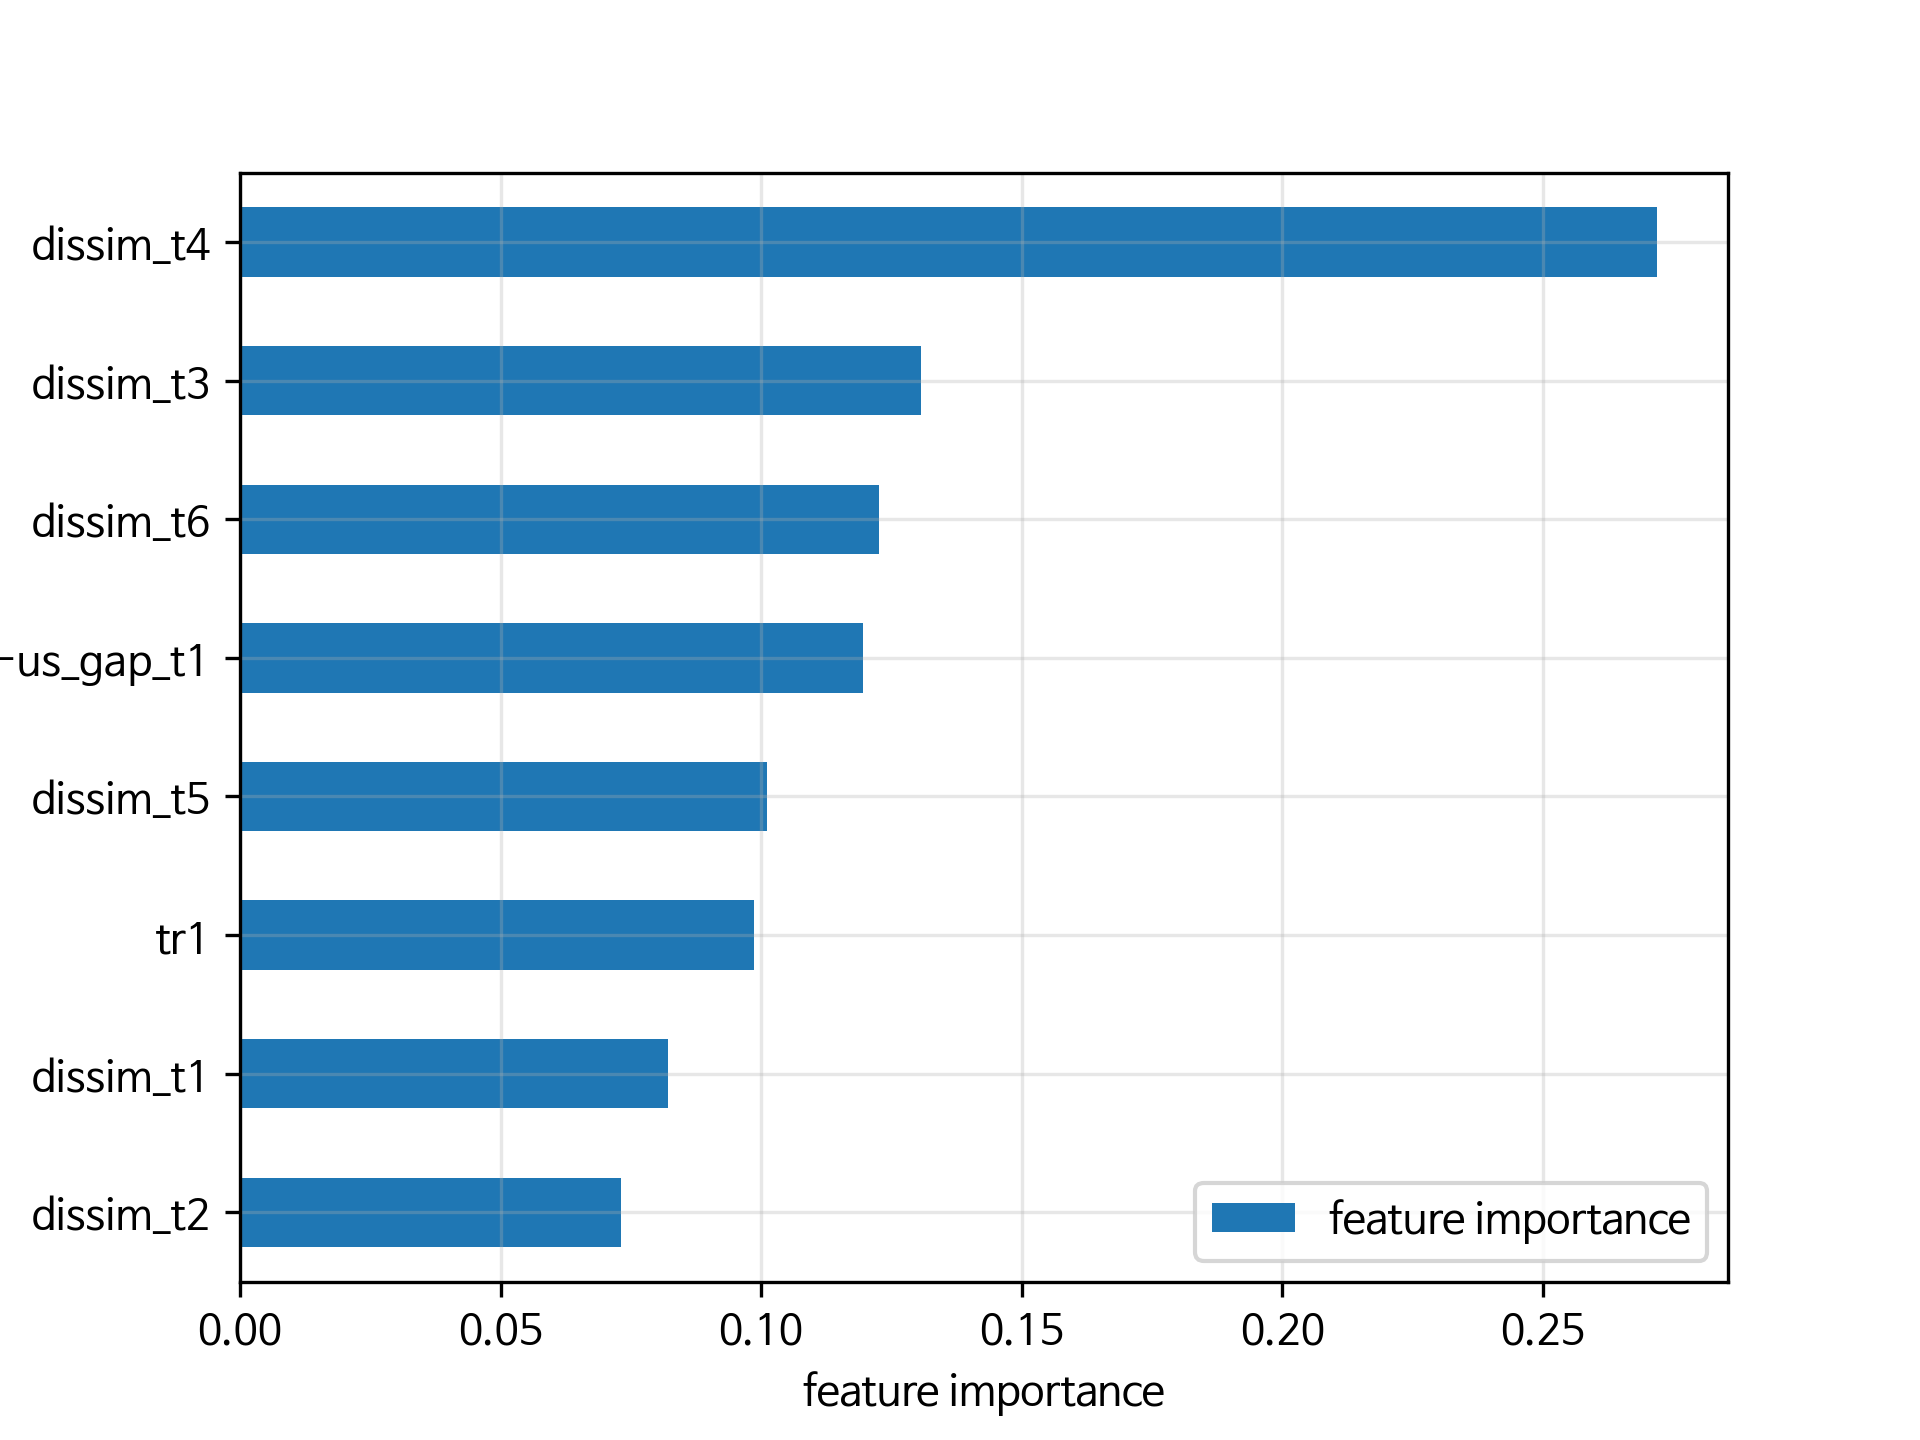 dissim_t4
dissim_t3
dissim_t6
-us_gap_t1
dissim_t5
tr1
dissim_t1
dissim_t2
feature importance
0.00 0.05 0.10 0.15 0.20 0.25
feature importance